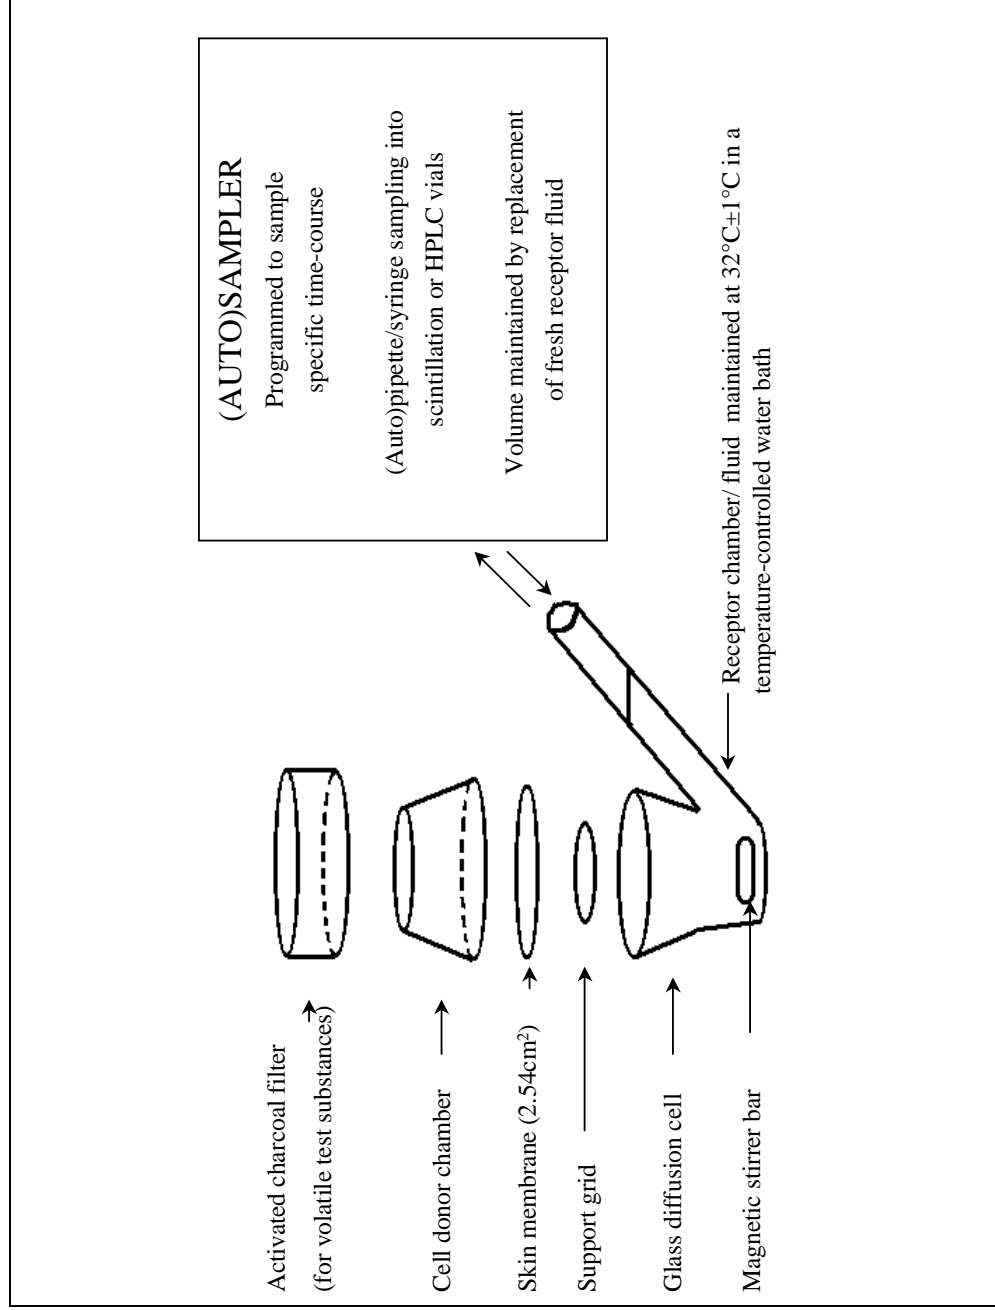 (AUTO)SAMPLER
Programmed to sample
specific time-course
(Auto)pipette/syringe sampling into
scintillation or HPLC vials
Volume maintained by replacement
of fresh receptor fluid
Activated charcoal filter
(for volatile test substances)
Cell donor chamber
Skin membrane (2.54cm²)
Support grid
Glass diffusion cell
Magnetic stirrer bar
Receptor chamber/ fluid maintained at 32°C±1°C in a
temperature-controlled water bath